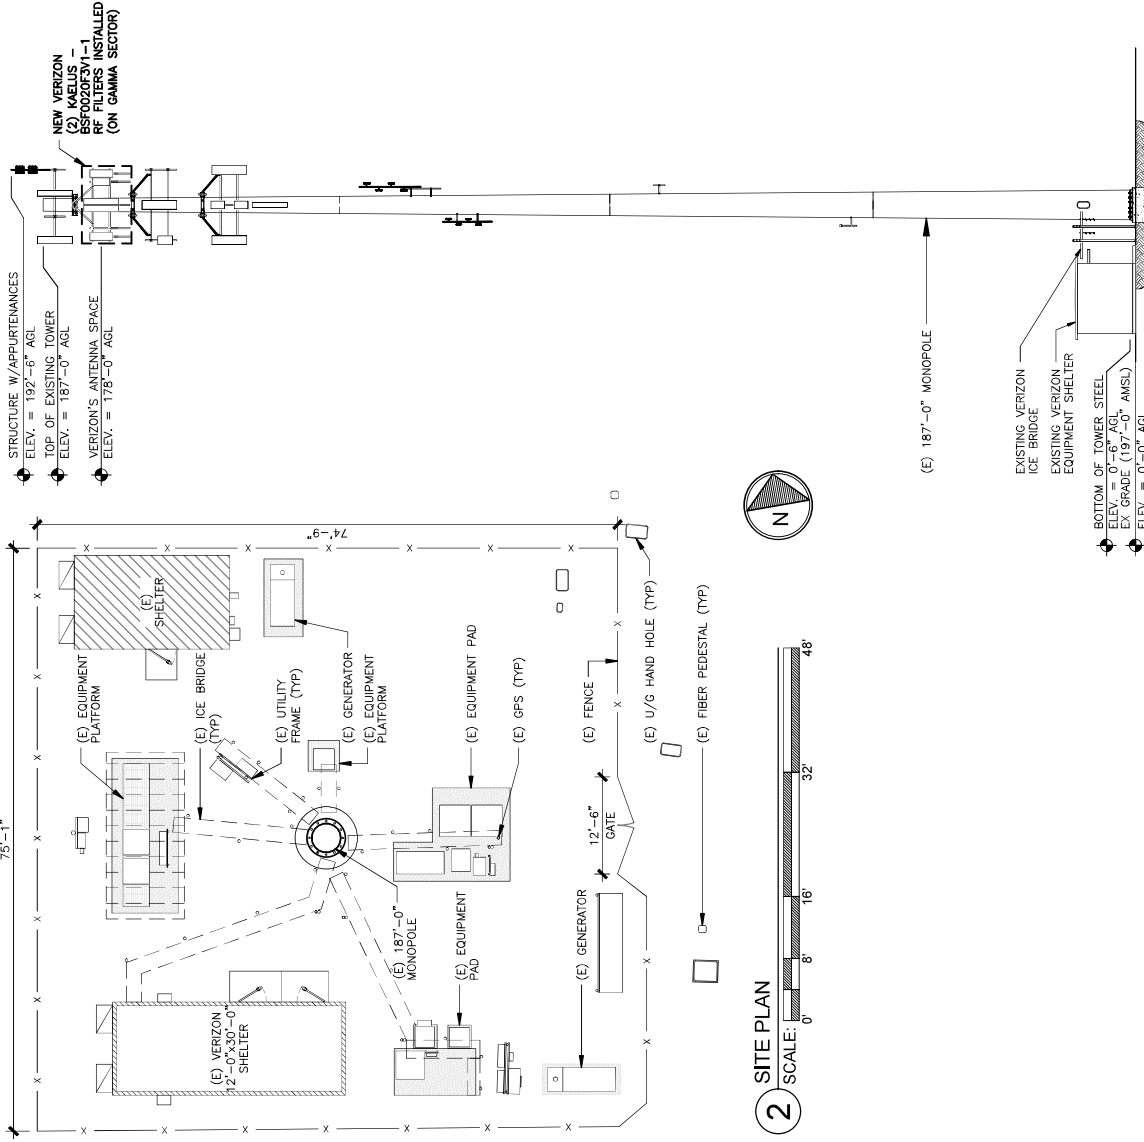 NEW VERIZON
(2) KAELUS -
BSF0020F3V1-1
RF FILTERS INSTALLED
(ON GAMMA SECTOR)
STRUCTURE W/APPURTENANCES
ELEV. = 192'-6" AGL
TOP OF EXISTING TOWER
ELEV. = 187'-0" AGL
VERIZON'S ANTENNA SPACE
ELEV. = 178'-0" AGL
(E) 187'-0" MONOPOLE
EXISTING VERIZON
ICE BRIDGE
EXISTING VERIZON
EQUIPMENT SHELTER
BOTTOM OF TOWER STEEL
ELEV. = 0'-6" AGL
EX GRADE (197'-0" AMSL)
ELEV. = 0'-0" AGL
75'-1"
74'-9"
(E)
SHELTER
(E) EQUIPMENT
PLATFORM
(E) ICE BRIDGE
(TYP)
(E) UTILITY
FRAME (TYP)
(E) GENERATOR
(E) EQUIPMENT
PLATFORM
(E) EQUIPMENT PAD
(E) GPS (TYP)
(E) FENCE
(E) U/G HAND HOLE (TYP)
(E) FIBER PEDESTAL (TYP)
12'-6"
GATE
(E) 187'-0"
MONOPOLE
(E) EQUIPMENT
PAD
(E) GENERATOR
(E) VERIZON
12'-0"x30'-0"
SHELTER
N
2
SITE PLAN
SCALE:
0'
8'
16'
32'
48'